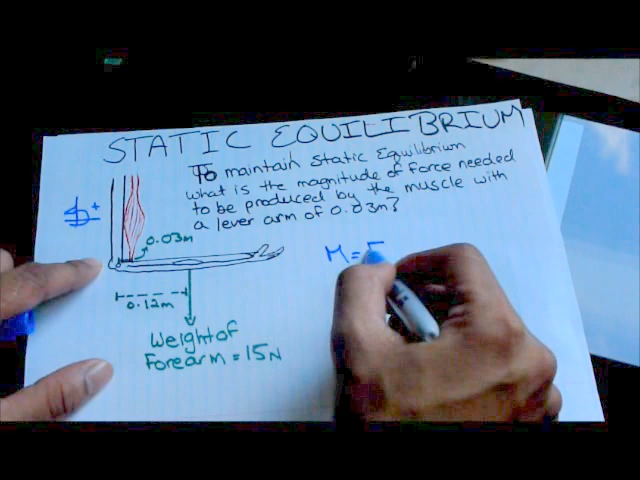 STATIC EQUILIBRIUM
To maintain Static Equilibrium
what is the magnitude of force needed
to be produced by the muscle with
a lever arm of 0.03m?
+
0.03m
M = F
0.12m
Weight of
Forearm = 15N